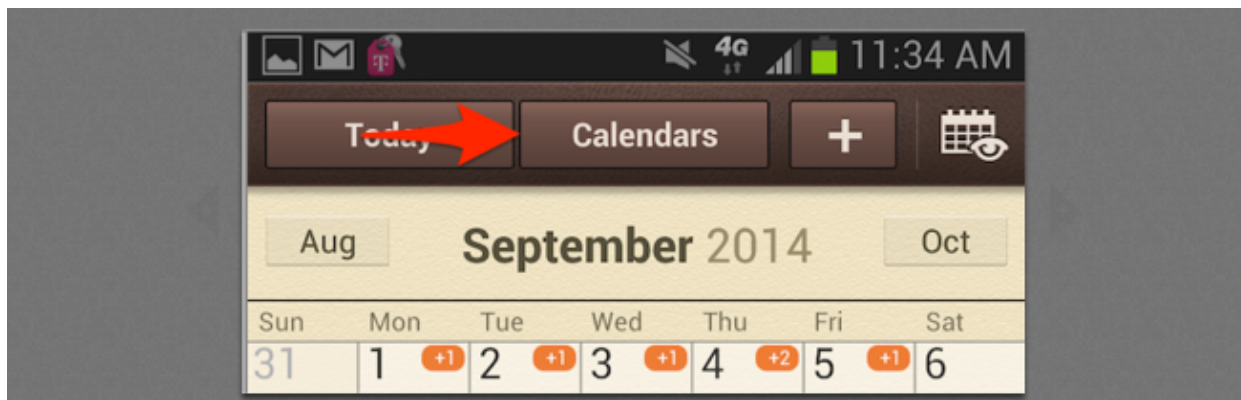 4G 11:34 AM
Today Calendars +
Aug September 2014 Oct
Sun Mon Tue Wed Thu Fri Sat
31 1 +1 2 +1 3 +1 4 +2 5 +1 6